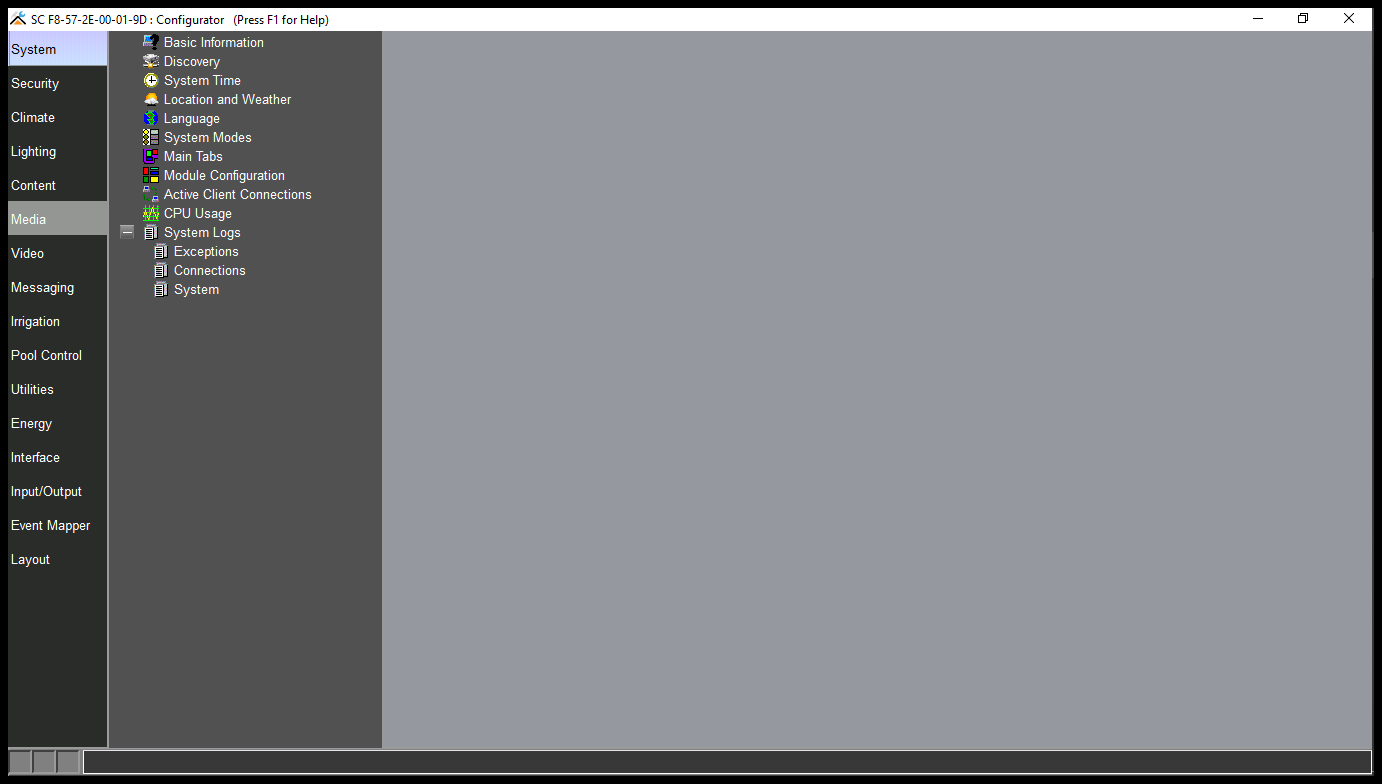 SC F8-57-2E-00-01-9D : Configurator (Press F1 for Help)
System
Security
Climate
Lighting
Content
Media
Video
Messaging
Irrigation
Pool Control
Utilities
Energy
Interface
Input/Output
Event Mapper
Layout
Basic Information
Discovery
System Time
Location and Weather
Language
System Modes
Main Tabs
Module Configuration
Active Client Connections
CPU Usage
System Logs
Exceptions
Connections
System